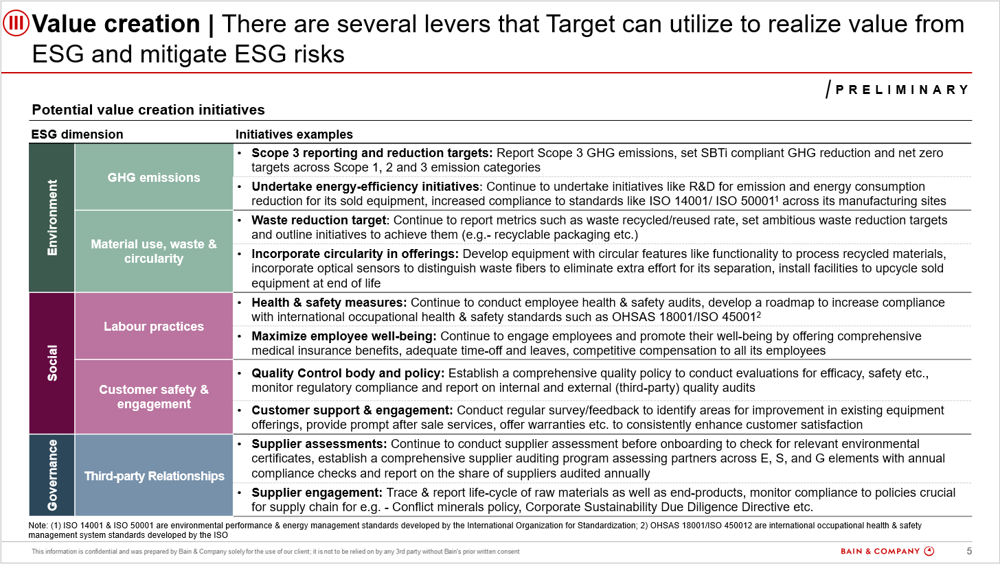 III
Value creation | There are several levers that Target can utilize to realize value from
ESG and mitigate ESG risks
PRELIMINARY
Potential value creation initiatives
ESG dimension
Initiatives examples
Environment
GHG emissions
• Scope 3 reporting and reduction targets: Report Scope 3 GHG emissions, set SBTi compliant GHG reduction and net zero
targets across Scope 1, 2 and 3 emission categories
• Undertake energy-efficiency initiatives: Continue to undertake initiatives like R&D for emission and energy consumption
reduction for its sold equipment, increased compliance to standards like ISO 14001/ ISO 50001¹ across its manufacturing sites
Material use, waste &
circularity
• Waste reduction target: Continue to report metrics such as waste recycled/reused rate, set ambitious waste reduction targets
and outline initiatives to achieve them (e.g.- recyclable packaging etc.)
• Incorporate circularity in offerings: Develop equipment with circular features like functionality to process recycled materials,
incorporate optical sensors to distinguish waste fibers to eliminate extra effort for its separation, install facilities to upcycle sold
equipment at end of life
Social
Labour practices
• Health & safety measures: Continue to conduct employee health & safety audits, develop a roadmap to increase compliance
with international occupational health & safety standards such as OHSAS 18001/ISO 45001²
• Maximize employee well-being: Continue to engage employees and promote their well-being by offering comprehensive
medical insurance benefits, adequate time-off and leaves, competitive compensation to all its employees
Customer safety &
engagement
• Quality Control body and policy: Establish a comprehensive quality policy to conduct evaluations for efficacy, safety etc.,
monitor regulatory compliance and report on internal and external (third-party) quality audits
• Customer support & engagement: Conduct regular survey/feedback to identify areas for improvement in existing equipment
offerings, provide prompt after sale services, offer warranties etc. to consistently enhance customer satisfaction
Governance
Third-party Relationships
• Supplier assessments: Continue to conduct supplier assessment before onboarding to check for relevant environmental
certificates, establish a comprehensive supplier auditing program assessing partners across E, S, and G elements with annual
compliance checks and report on the share of suppliers audited annually
• Supplier engagement: Trace & report life-cycle of raw materials as well as end-products, monitor compliance to policies crucial
for supply chain for e.g. - Conflict minerals policy, Corporate Sustainability Due Diligence Directive etc.
Note: (1) ISO 14001 & ISO 50001 are environmental performance & energy management standards developed by the International Organization for Standardization; 2) OHSAS 18001/ISO 450012 are international occupational health & safety
management system standards developed by the ISO
This information is confidential and was prepared by Bain & Company solely for the use of our client; it is not to be relied on by any 3rd party without Bain's prior written consent
BAIN & COMPANY
5